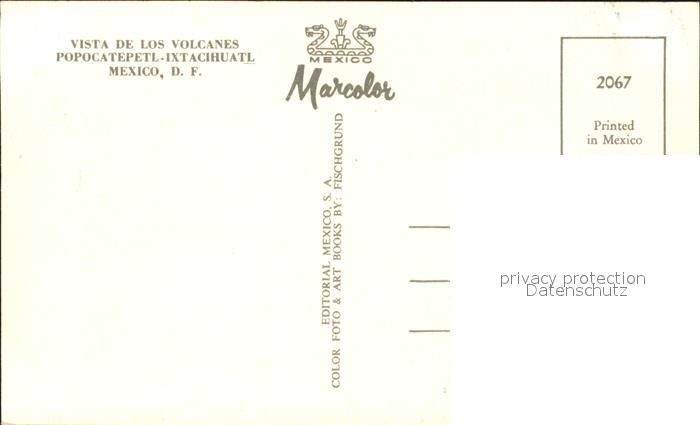 VISTA DE LOS VOLCANES
POPOCATEPETL-IXTACIHUATL
MEXICO, D. F.
MEXICO
Marcolor
EDITORIAL MEXICO, S. A.
COLOR FOTO & ART BOOKS BY: FISCHGRUND
2067
Printed
in Mexico
privacy protection
Datenschutz